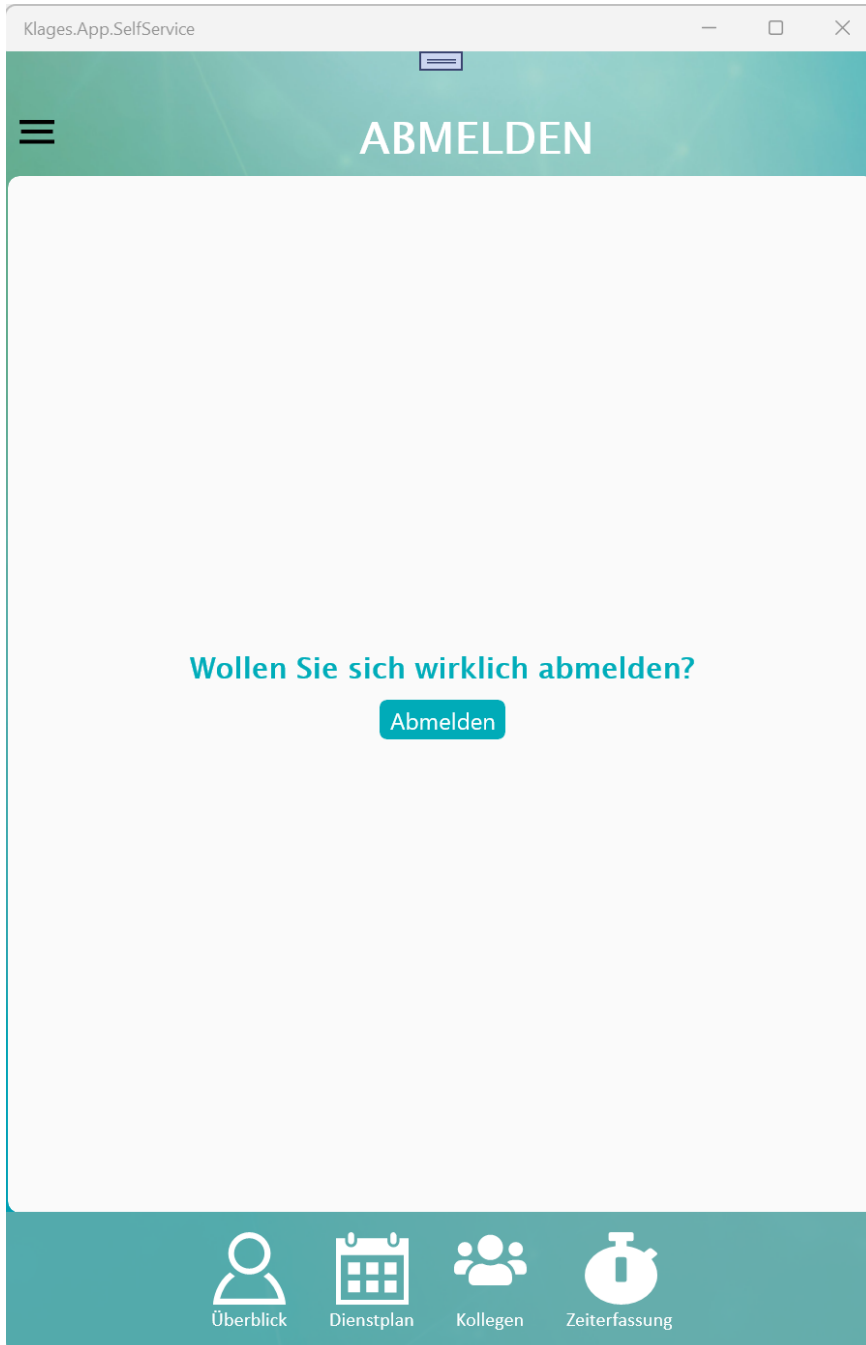 Klages.App.SelfService
ABMELDEN
Wollen Sie sich wirklich abmelden?
Abmelden
Überblick
Dienstplan
Kollegen
Zeiterfassung